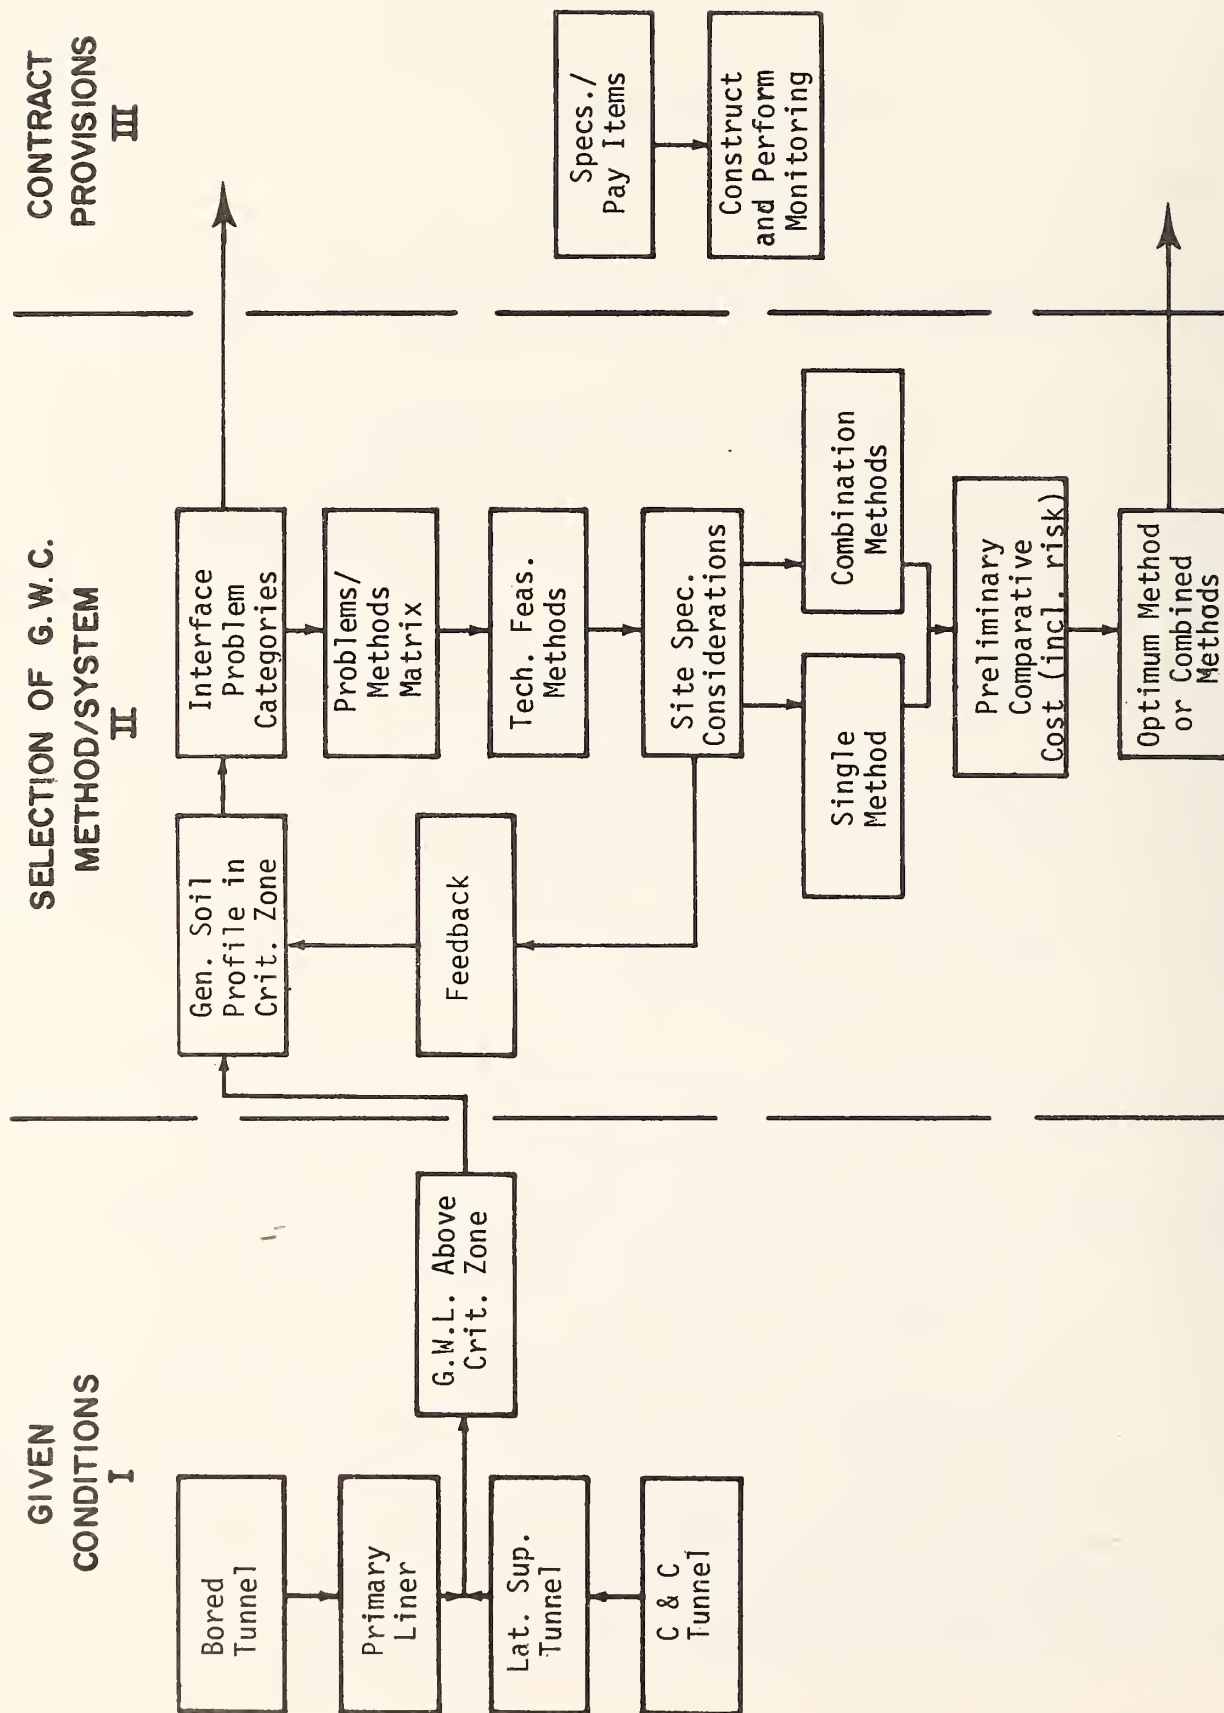 GIVEN
CONDITIONS
I
Bored
Tunnel
Primary
Liner
Lat. Sup.
Tunnel
C & C
Tunnel
G.W.L. Above
Crit. Zone
SELECTION OF G.W.C.
METHOD/SYSTEM
II
Gen. Soil
Profile in
Crit. Zone
Feedback
Interface
Problem
Categories
Problems/
Methods
Matrix
Tech. Feas.
Methods
Site Spec.
Considerations
Single
Method
Combination
Methods
Preliminary
Comparative
Cost (incl. risk)
Optimum Method
or Combined
Methods
CONTRACT
PROVISIONS
III
Specs./
Pay Items
Construct
and Perform
Monitoring